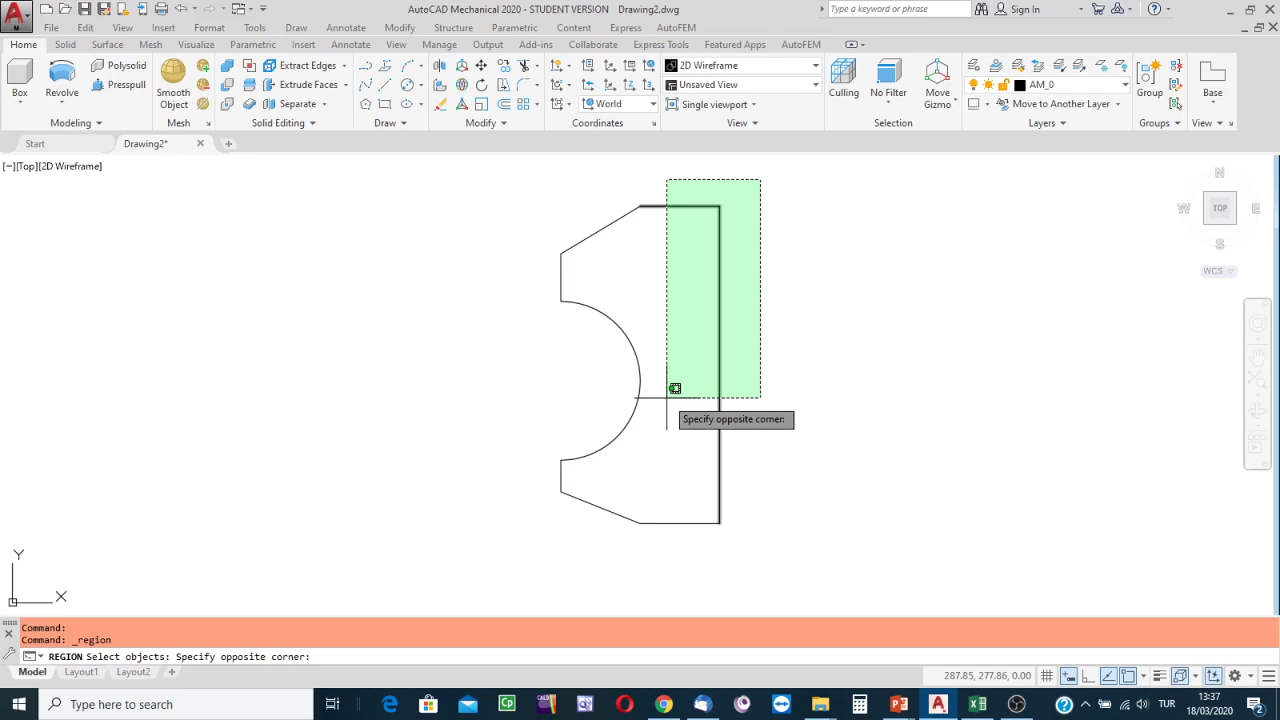 AutoCAD Mechanical 2020 - STUDENT VERSION Drawing2.dwg
Type a keyword or phrase
Sign In
File Edit View Insert Format Tools Draw Annotate Modify Structure Parametric Content Express AutoFEM
Home Solid Surface Mesh Visualize Parametric Insert Annotate View Manage Output Add-ins Collaborate Express Tools Featured Apps AutoFEM
Box Revolve Polysolid Presspull
Smooth Object
Extract Edges
Extrude Faces
Separate
World
2D Wireframe
Unsaved View
Single viewport
Culling No Filter Move Gizmo
AM_0
Move to Another Layer
Group
Base
Modeling Mesh Solid Editing Draw Modify Coordinates View Selection Layers Groups View
Start Drawing2*
[−][Top][2D Wireframe]
N
W TOP E
S
WCS
Specify opposite corner:
Y
X
Command:
Command: _region
REGION Select objects: Specify opposite corner:
Model Layout1 Layout2
287.85, 277.86, 0.00
Type here to search
Cp
TUR
13:37
18/03/2020
2